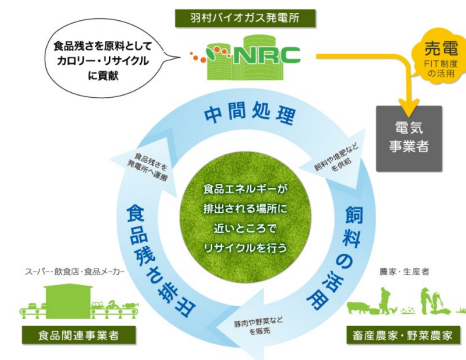 羽村バイオガス発電所
食品残さを原料として
カロリー・リサイクル
に貢献
NRC
売電
FIT制度
の活用
電気
事業者
中間処理
食品残さを
発電所へ運搬
飼料や堆肥など
を供給
食品エネルギーが
排出される場所に
近いところで
リサイクルを行う
食品残さ排出
飼料の活用
スーパー・飲食店・食品メーカー
食品関連事業者
豚肉や野菜など
を販売
農家・生産者
畜産農家・野菜農家